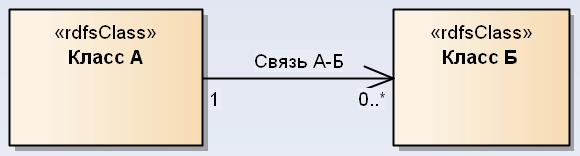 «rdfsClass»
Класс А
Связь А-Б
1
0..*
«rdfsClass»
Класс Б